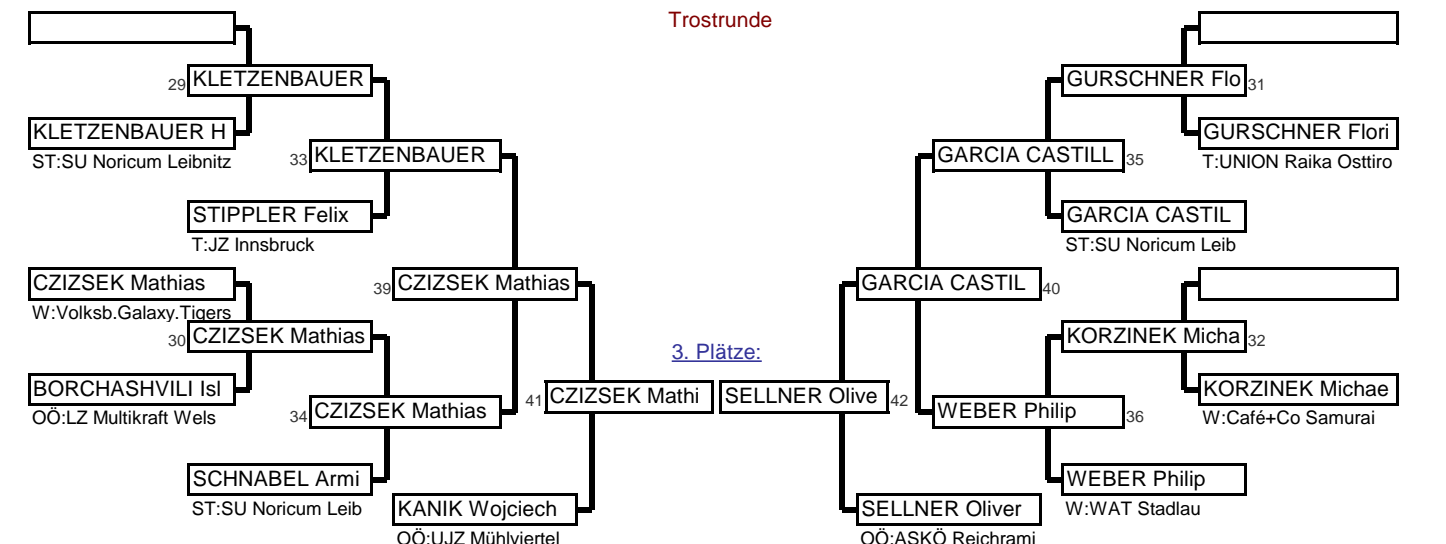 Trostrunde
29 KLETZENBAUER
KLETZENBAUER H
ST:SU Noricum Leibnitz
33 KLETZENBAUER
STIPPLER Felix
T:JZ Innsbruck
CZIZSEK Mathias
W:Volksb.Galaxy.Tigers
30 CZIZSEK Mathias
BORCHASHVILI Isl
OÖ:LZ Multikraft Wels
39 CZIZSEK Mathias
34 CZIZSEK Mathias
SCHNABEL Armi
ST:SU Noricum Leib
41 CZIZSEK Mathi
KANIK Wojciech
OÖ:UJZ Mühlviertel
3. Plätze:
GURSCHNER Flo 31
GURSCHNER Flori
T:UNION Raika Osttiro
GARCIA CASTILL 35
GARCIA CASTIL
ST:SU Noricum Leib
GARCIA CASTIL 40
KORZINEK Micha 32
KORZINEK Michae
W:Café+Co Samurai
SELLNER Olive 42
WEBER Philip 36
WEBER Philip
W:WAT Stadlau
SELLNER Oliver
OÖ:ASKÖ Reichrami